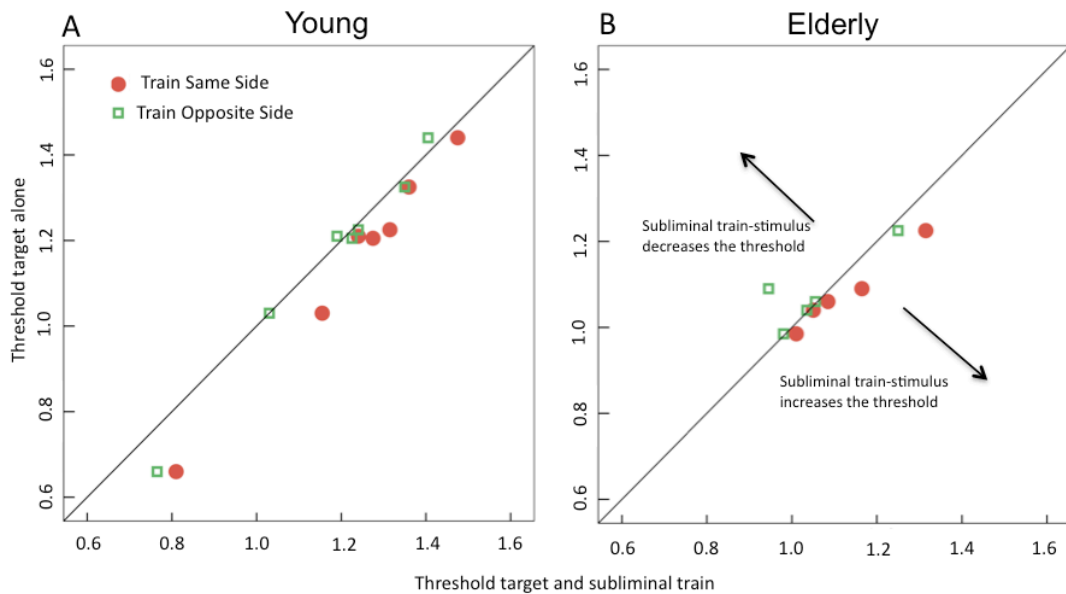 A
Young
B
Elderly
Train Same Side
Train Opposite Side
Threshold target alone
1.6
1.4
1.2
1.0
0.8
0.6
0.6
0.8
1.0
1.2
1.4
1.6
1.6
1.4
1.2
1.0
0.8
0.6
Subliminal train-stimulus
decreases the threshold
Subliminal train-stimulus
increases the threshold
0.6
0.8
1.0
1.2
1.4
1.6
Threshold target and subliminal train